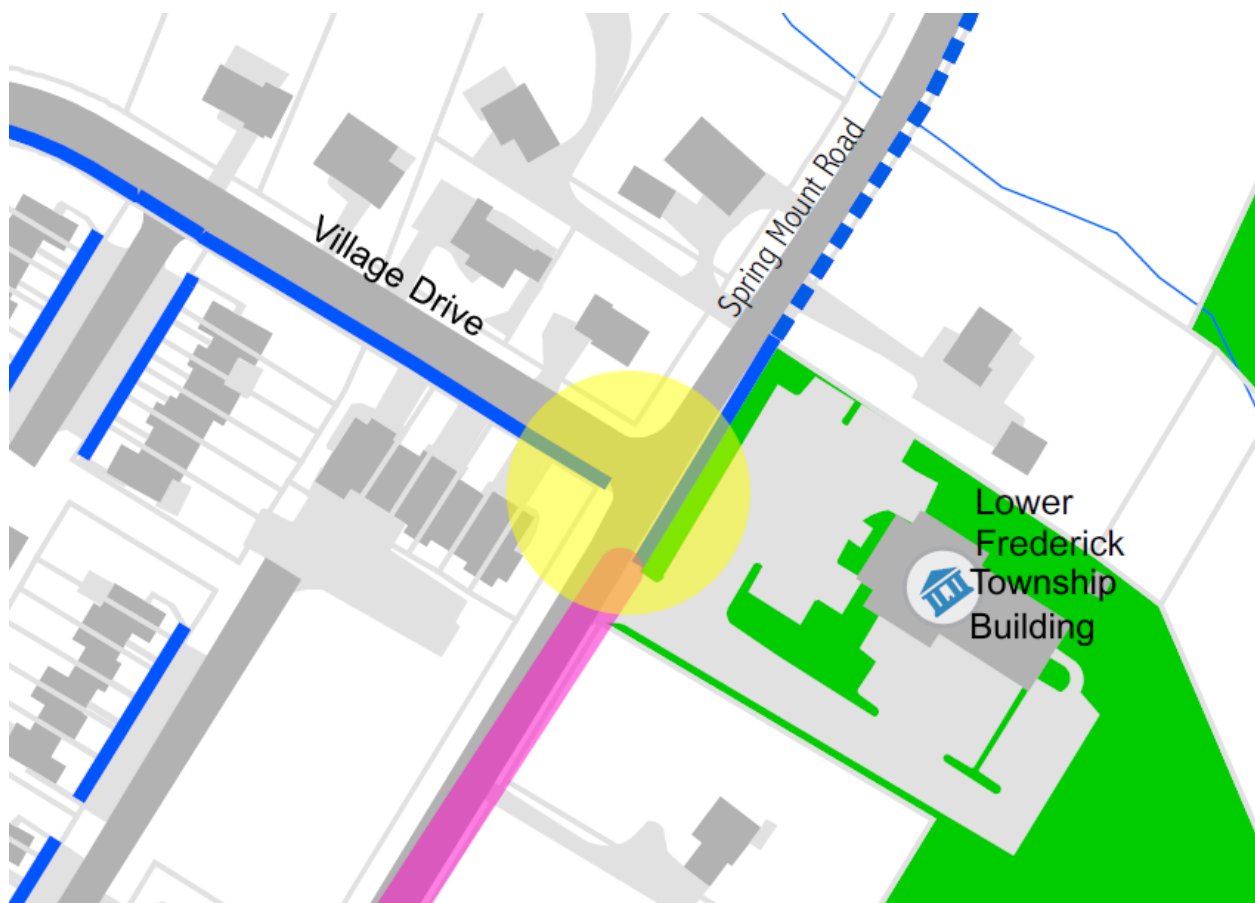 Spring Mount Road
Village Drive
Lower
Frederick
Township
Building